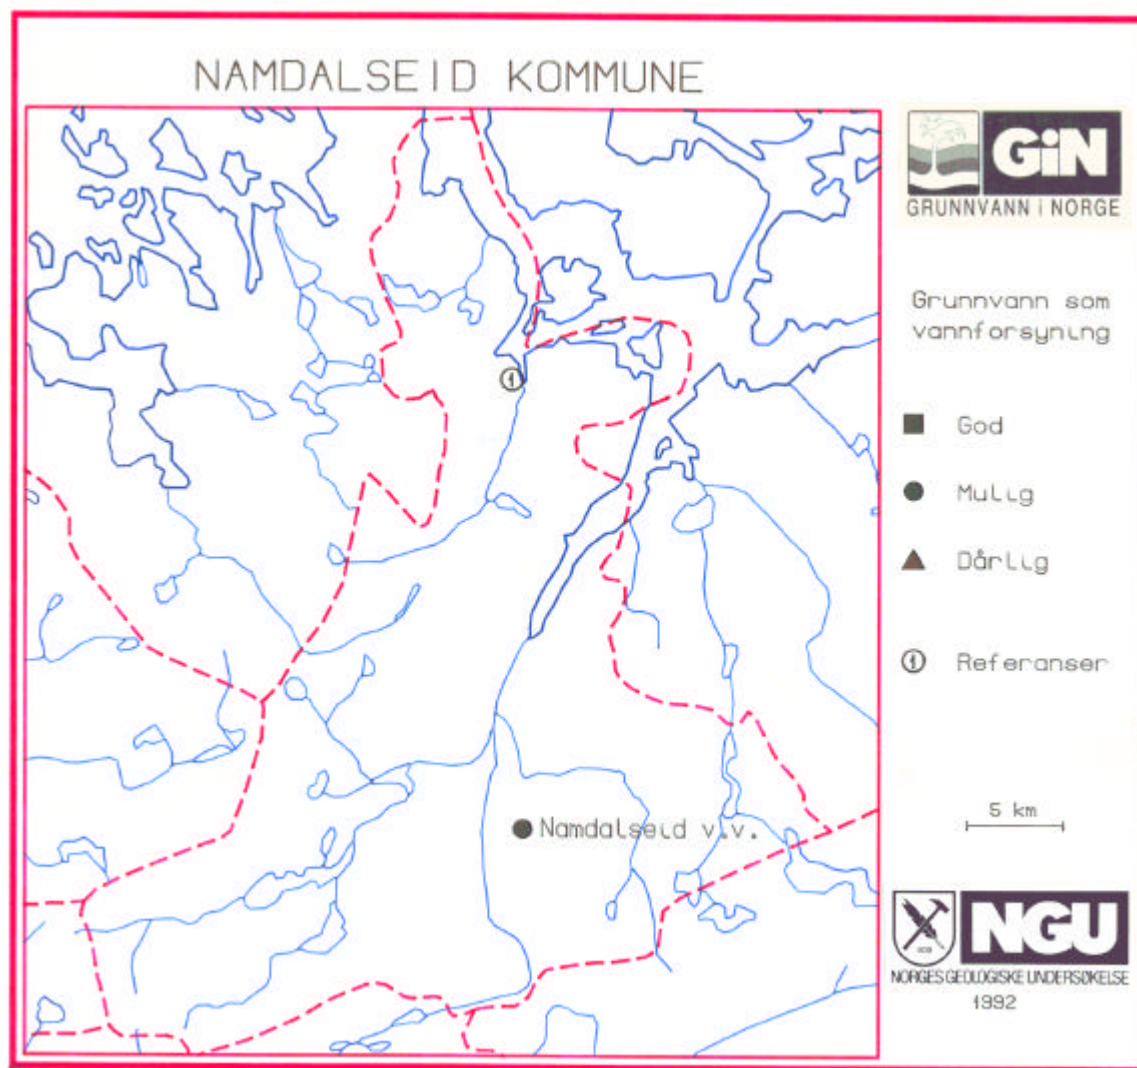 NAMDALSEID KOMMUNE
GiN
GRUNNVANN I NORGE
Grunnvann som
vannforsyning
God
Mulig
Dårlig
1 Referanser
1
Namdalseid v.v.
5 km
NGU
NORGES GEOLOGISKE UNDERSØKELSE
1992